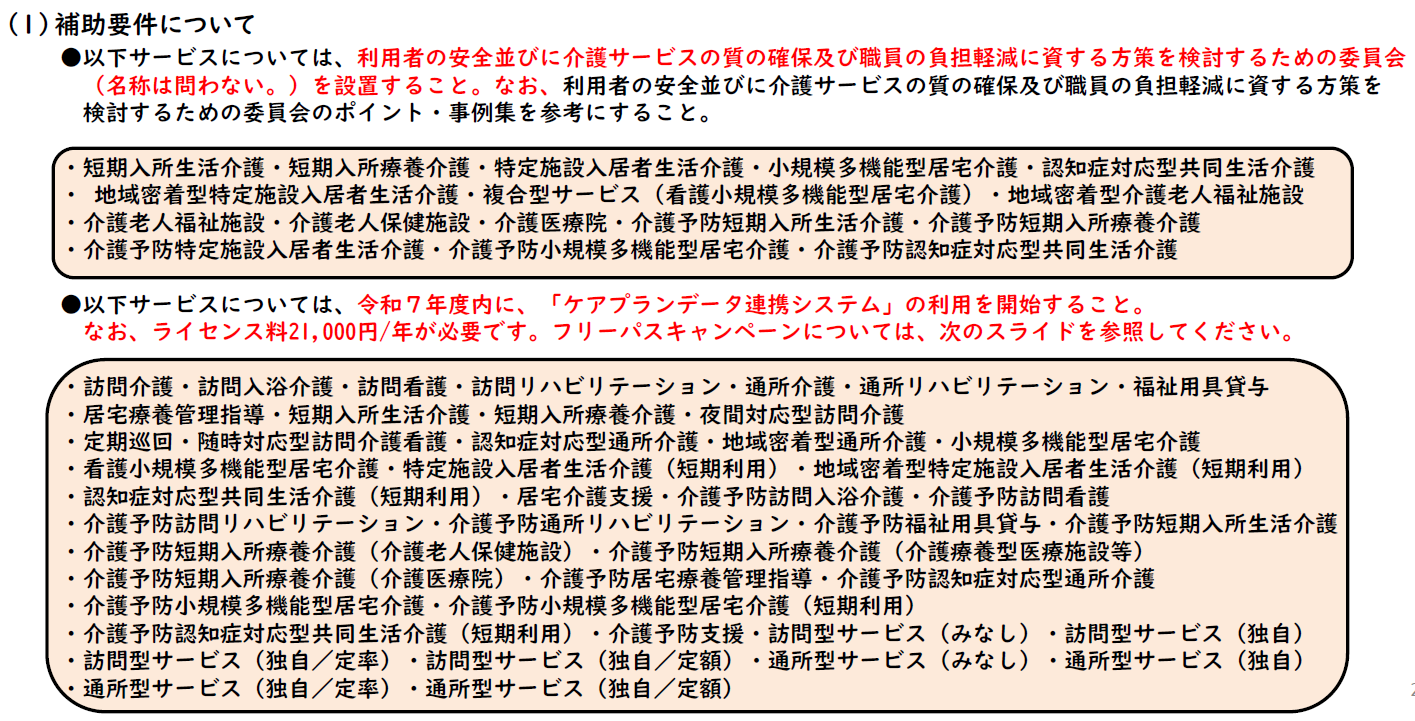 (1)補助要件について
●以下サービスについては、利用者の安全並びに介護サービスの質の確保及び職員の負担軽減に資する方策を検討するための委員会
（名称は問わない。）を設置すること。なお、利用者の安全並びに介護サービスの質の確保及び職員の負担軽減に資する方策を
検討するための委員会のポイント・事例集を参考にすること。
・短期入所生活介護・短期入所療養介護・特定施設入居者生活介護・小規模多機能型居宅介護・認知症対応型共同生活介護
・ 地域密着型特定施設入居者生活介護・複合型サービス（看護小規模多機能型居宅介護）・地域密着型介護老人福祉施設
・介護老人福祉施設・介護老人保健施設・介護医療院・介護予防短期入所生活介護・介護予防短期入所療養介護
・介護予防特定施設入居者生活介護・介護予防小規模多機能型居宅介護・介護予防認知症対応型共同生活介護
●以下サービスについては、令和７年度内に、「ケアプランデータ連携システム」の利用を開始すること。
なお、ライセンス料21,000円/年が必要です。フリーパスキャンペーンについては、次のスライドを参照してください。
・訪問介護・訪問入浴介護・訪問看護・訪問リハビリテーション・通所介護・通所リハビリテーション・福祉用具貸与
・居宅療養管理指導・短期入所生活介護・短期入所療養介護・夜間対応型訪問介護
・定期巡回・随時対応型訪問介護看護・認知症対応型通所介護・地域密着型通所介護・小規模多機能型居宅介護
・看護小規模多機能型居宅介護・特定施設入居者生活介護（短期利用）・地域密着型特定施設入居者生活介護（短期利用）
・認知症対応型共同生活介護（短期利用）・居宅介護支援・介護予防訪問入浴介護・介護予防訪問看護
・介護予防訪問リハビリテーション・介護予防通所リハビリテーション・介護予防福祉用具貸与・介護予防短期入所生活介護
・介護予防短期入所療養介護（介護老人保健施設）・介護予防短期入所療養介護（介護療養型医療施設等）
・介護予防短期入所療養介護（介護医療院）・介護予防居宅療養管理指導・介護予防認知症対応型通所介護
・介護予防小規模多機能型居宅介護・介護予防小規模多機能型居宅介護（短期利用）
・介護予防認知症対応型共同生活介護（短期利用）・介護予防支援・訪問型サービス（みなし）・訪問型サービス（独自）
・訪問型サービス（独自／定率）・訪問型サービス（独自／定額）・通所型サービス（みなし）・通所型サービス（独自）
・通所型サービス（独自／定率）・通所型サービス（独自／定額）